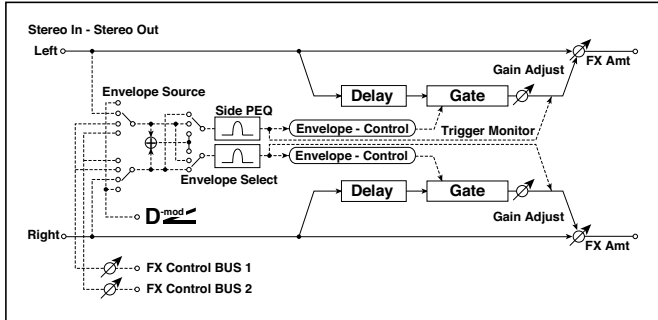 Stereo In - Stereo Out
Left
FX Amt
Gain Adjust
Envelope Source
Side PEQ
Delay
Gate
Envelope - Control
Trigger Monitor
Envelope - Control
Envelope Select
D-mod
Delay
Gate
Gain Adjust
Right
FX Amt
FX Control BUS 1
FX Control BUS 2